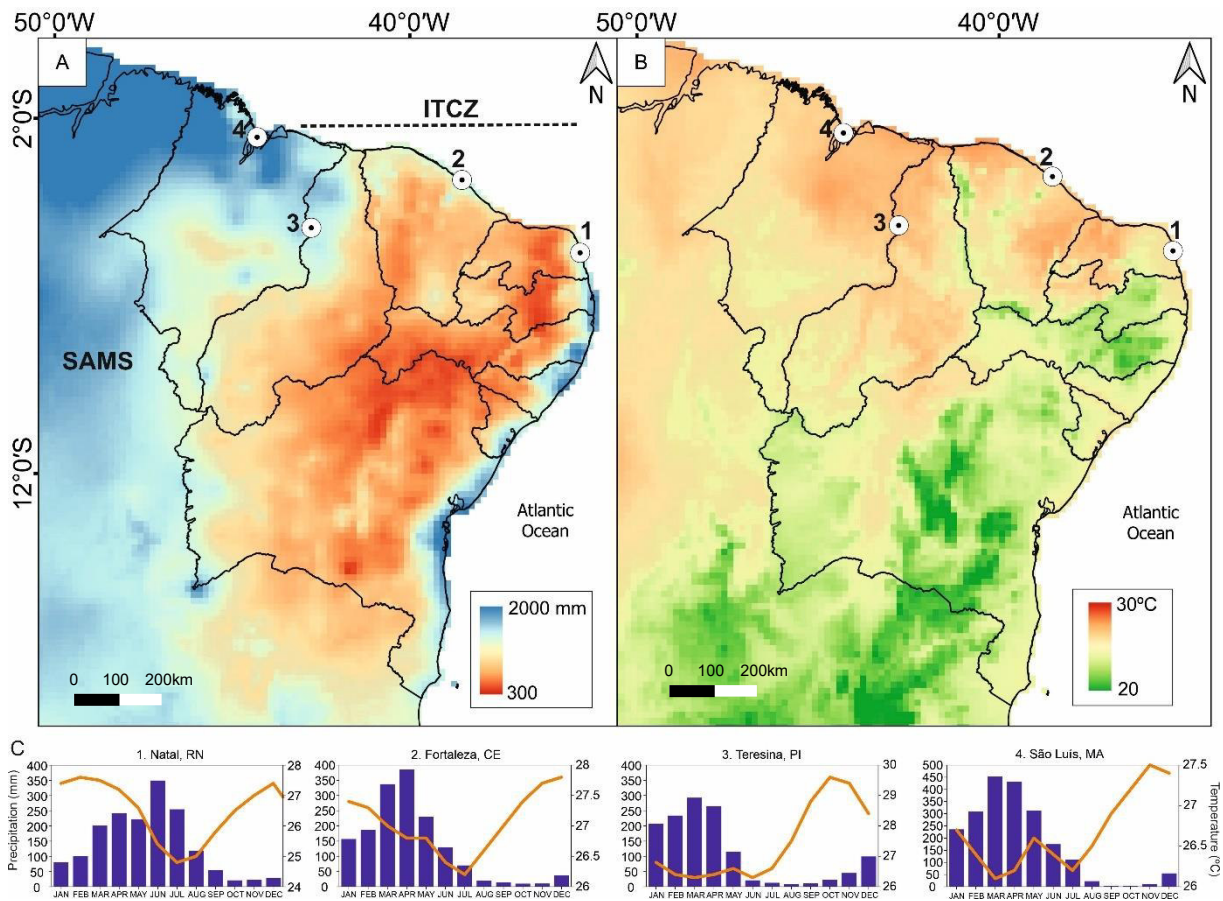 50°0'W 40°0'W 50°0'W 40°0'W
A
B
N
N
2°S
12°S
ITCZ
4
2
3
1
SAMS
4
2
3
1
Atlantic
Ocean
Atlantic
Ocean
2000 mm
300
30ºC
20
0 100 200km
0 100 200km
C
1. Natal, RN
Precipitation (mm)
400
350
300
250
200
150
100
50
0
28
27
26
25
24
JAN FEB MAR APR MAY JUN JUL AUG SEP OCT NOV DEC
2. Fortaleza, CE
400
350
300
250
200
150
100
50
0
28
27.5
27
26.5
26
JAN FEB MAR APR MAY JUN JUL AUG SEP OCT NOV DEC
3. Teresina, PI
400
350
300
250
200
150
100
50
0
30
29
28
27
26
JAN FEB MAR APR MAY JUN JUL AUG SEP OCT NOV DEC
4. São Luís, MA
500
450
400
350
300
250
200
150
100
50
0
27.5
27
26.5
26
Temperature (ºC)
JAN FEB MAR APR MAY JUN JUL AUG SEP OCT NOV DEC